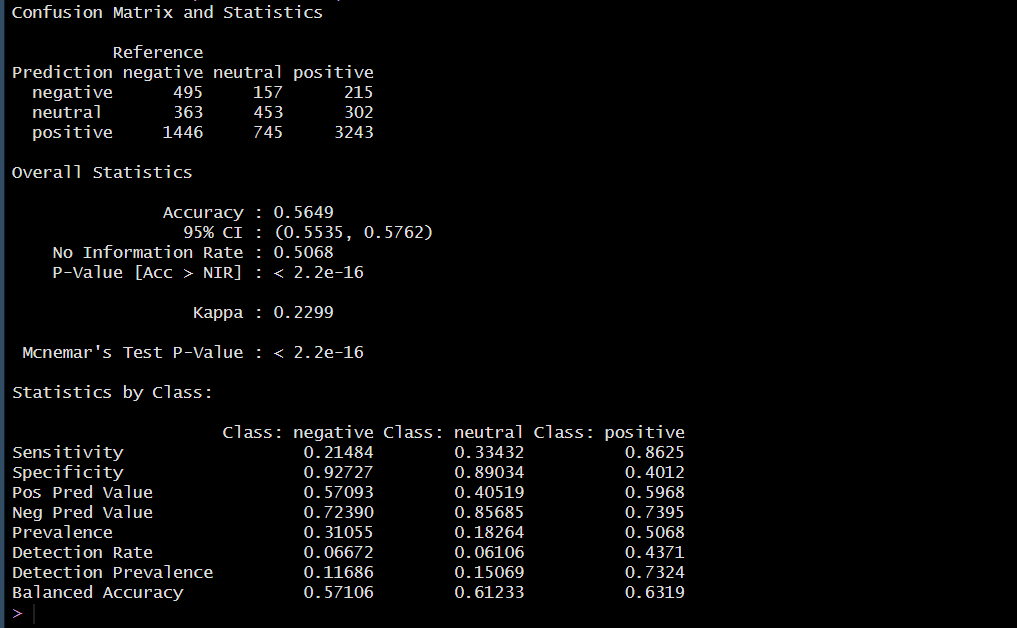 Confusion Matrix and Statistics
Reference
Prediction negative neutral positive
negative 495 157 215
neutral 363 453 302
positive 1446 745 3243
Overall Statistics
Accuracy : 0.5649
95% CI : (0.5535, 0.5762)
No Information Rate : 0.5068
P-Value [Acc > NIR] : < 2.2e-16
Kappa : 0.2299
Mcnemar's Test P-Value : < 2.2e-16
Statistics by Class:
Class: negative Class: neutral Class: positive
Sensitivity 0.21484 0.33432 0.8625
Specificity 0.92727 0.89034 0.4012
Pos Pred Value 0.57093 0.40519 0.5968
Neg Pred Value 0.72390 0.85685 0.7395
Prevalence 0.31055 0.18264 0.5068
Detection Rate 0.06672 0.06106 0.4371
Detection Prevalence 0.11686 0.15069 0.7324
Balanced Accuracy 0.57106 0.61233 0.6319
>